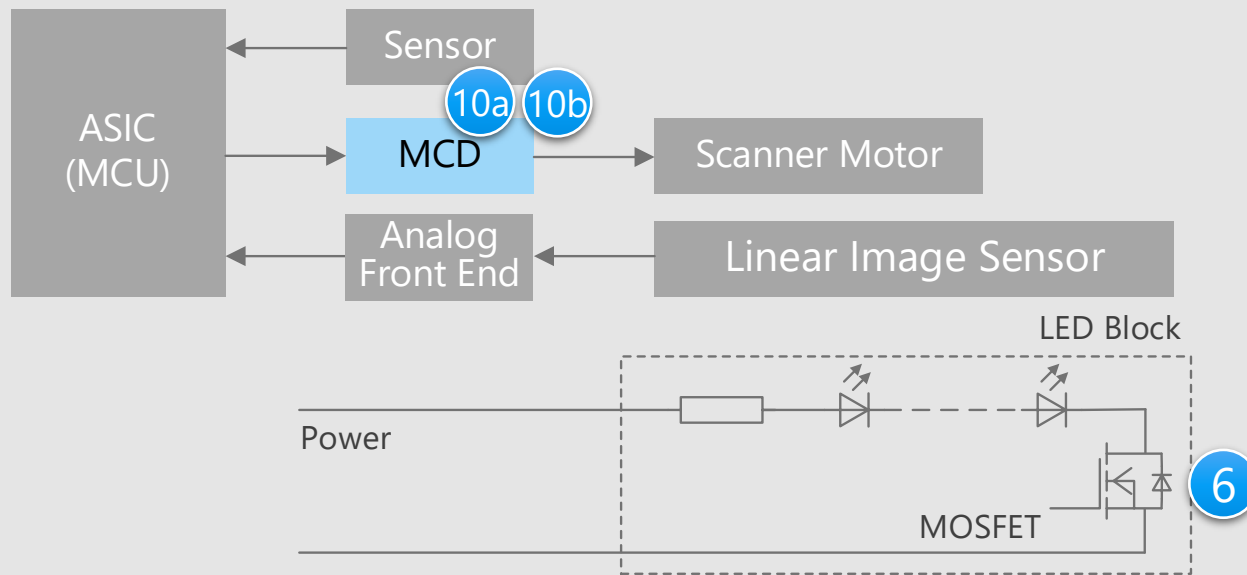 Sensor
10a
10b
ASIC
(MCU)
MCD
Scanner Motor
Analog
Front End
Linear Image Sensor
LED Block
Power
6
MOSFET